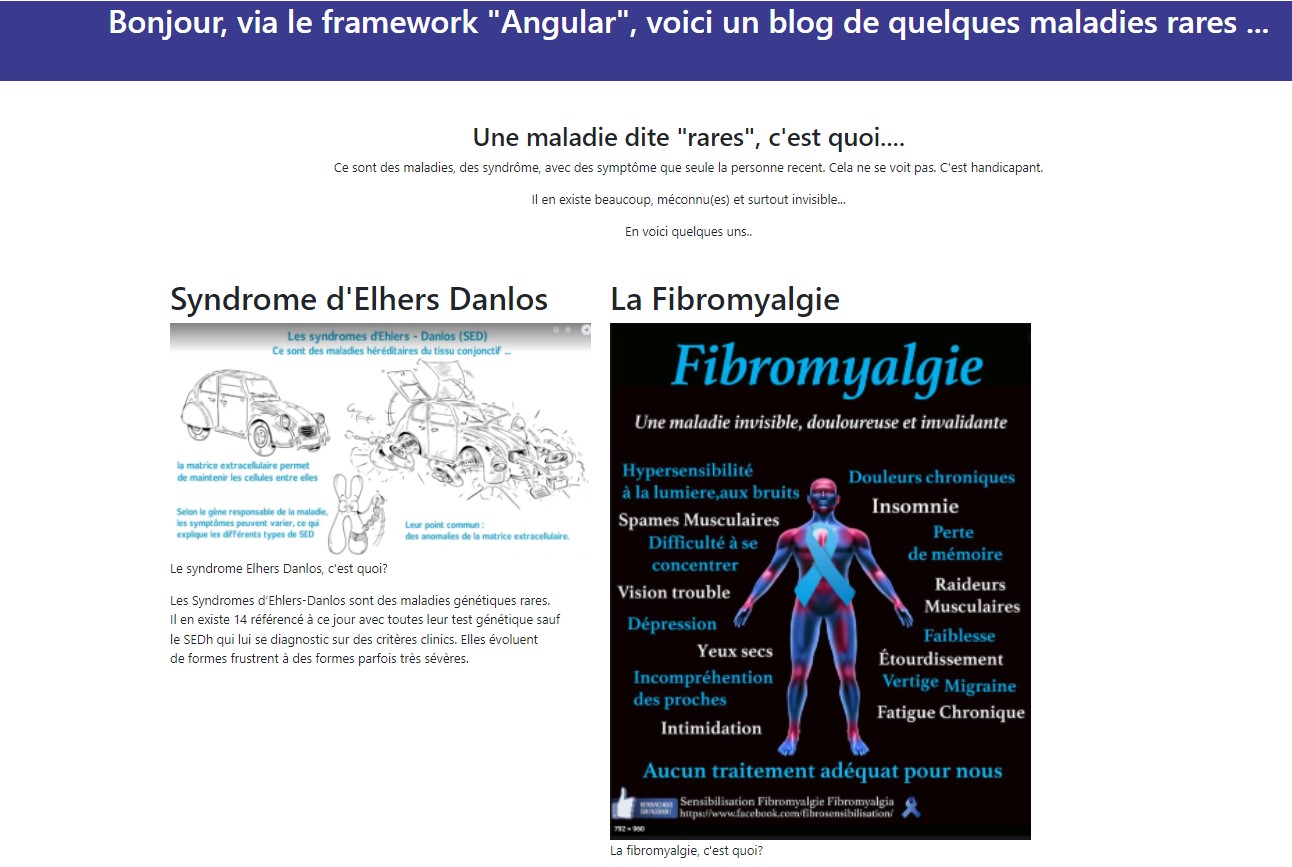 Bonjour, via le framework "Angular", voici un blog de quelques maladies rares ...
Une maladie dite "rares", c'est quoi....
Ce sont des maladies, des syndrôme, avec des symptôme que seule la personne recent. Cela ne se voit pas. C'est handicapant.
Il en existe beaucoup, méconnu(es) et surtout invisible...
En voici quelques uns..
Syndrome d'Elhers Danlos
Les syndromes d'Ehlers - Danlos (SED)
Ce sont des maladies héréditaires du tissu conjonctif ...
la matrice extracellulaire permet
de maintenir les cellules entre elles
Selon le gène responsable de la maladie,
les symptômes peuvent varier, ce qui
explique les différents types de SED
Leur point commun :
des anomalies de la matrice extracellulaire.
Le syndrome Elhers Danlos, c'est quoi?
Les Syndromes d'Ehlers-Danlos sont des maladies génétiques rares.
Il en existe 14 référencé à ce jour avec toutes leur test génétique sauf
le SEDh qui lui se diagnostic sur des critères clinics. Elles évoluent
de formes frustrent à des formes parfois très sévères.
La Fibromyalgie
Fibromyalgie
Une maladie invisible, douloureuse et invalidante
Hypersensibilité
à la lumiere,aux bruits
Spames Musculaires
Difficulté à se
concentrer
Vision trouble
Dépression
Yeux secs
Incompréhention
des proches
Intimidation
Douleurs chroniques
Insomnie
Perte
de mémoire
Raideurs
Musculaires
Faiblesse
Étourdissement
Vertige Migraine
Fatigue Chronique
Aucun traitement adéquat pour nous
RETROUVEZ-NOUS
SUR FACEBOOK !
Sensibilisation Fibromyalgie Fibromyalgia
https://www.facebook.com/fibrosensibilisation/
792 × 960
La fibromyalgie, c'est quoi?